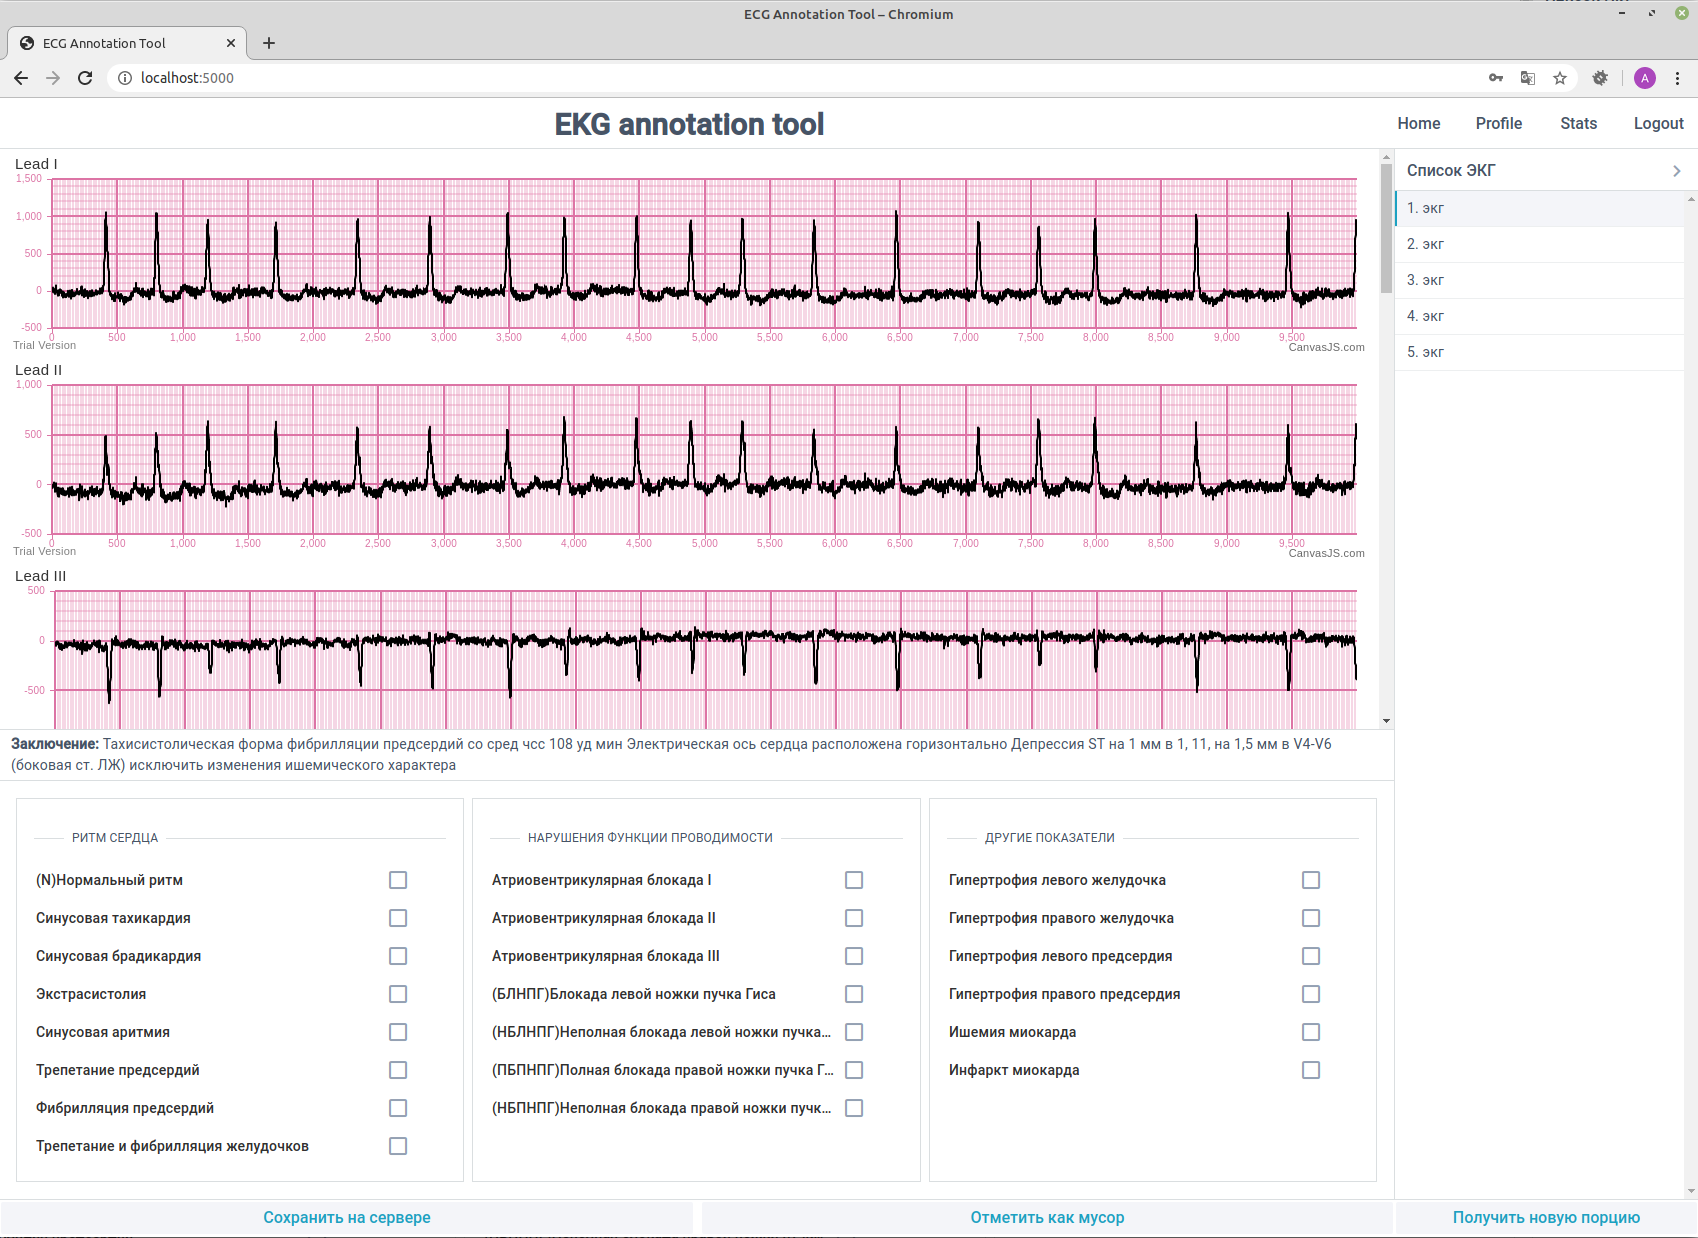 ECG Annotation Tool – Chromium
ECG Annotation Tool
localhost:5000
A
EKG annotation tool
Home Profile Stats Logout
Lead I
1,500
1,000
500
0
-500
0 500 1,000 1,500 2,000 2,500 3,000 3,500 4,000 4,500 5,000 5,500 6,000 6,500 7,000 7,500 8,000 8,500 9,000 9,500
Trial Version CanvasJS.com
Lead II
1,000
500
0
-500
0 500 1,000 1,500 2,000 2,500 3,000 3,500 4,000 4,500 5,000 5,500 6,000 6,500 7,000 7,500 8,000 8,500 9,000 9,500
Trial Version CanvasJS.com
Lead III
500
0
-500
Список ЭКГ
1. экг
2. экг
3. экг
4. экг
5. экг
Заключение: Тахисистолическая форма фибрилляции предсердий со сред чсс 108 уд мин Электрическая ось сердца расположена горизонтально Депрессия ST на 1 мм в 1, 11, на 1,5 мм в V4-V6
(боковая ст. ЛЖ) исключить изменения ишемического характера
РИТМ СЕРДЦА
(N)Нормальный ритм
Синусовая тахикардия
Синусовая брадикардия
Экстрасистолия
Синусовая аритмия
Трепетание предсердий
Фибрилляция предсердий
Трепетание и фибрилляция желудочков
НАРУШЕНИЯ ФУНКЦИИ ПРОВОДИМОСТИ
Атриовентрикулярная блокада I
Атриовентрикулярная блокада II
Атриовентрикулярная блокада III
(БЛНПГ)Блокада левой ножки пучка Гиса
(НБЛНПГ)Неполная блокада левой ножки пучка...
(ПБПНПГ)Полная блокада правой ножки пучка Г...
(НБПНПГ)Неполная блокада правой ножки пучк...
ДРУГИЕ ПОКАЗАТЕЛИ
Гипертрофия левого желудочка
Гипертрофия правого желудочка
Гипертрофия левого предсердия
Гипертрофия правого предсердия
Ишемия миокарда
Инфаркт миокарда
Сохранить на сервере
Отметить как мусор
Получить новую порцию